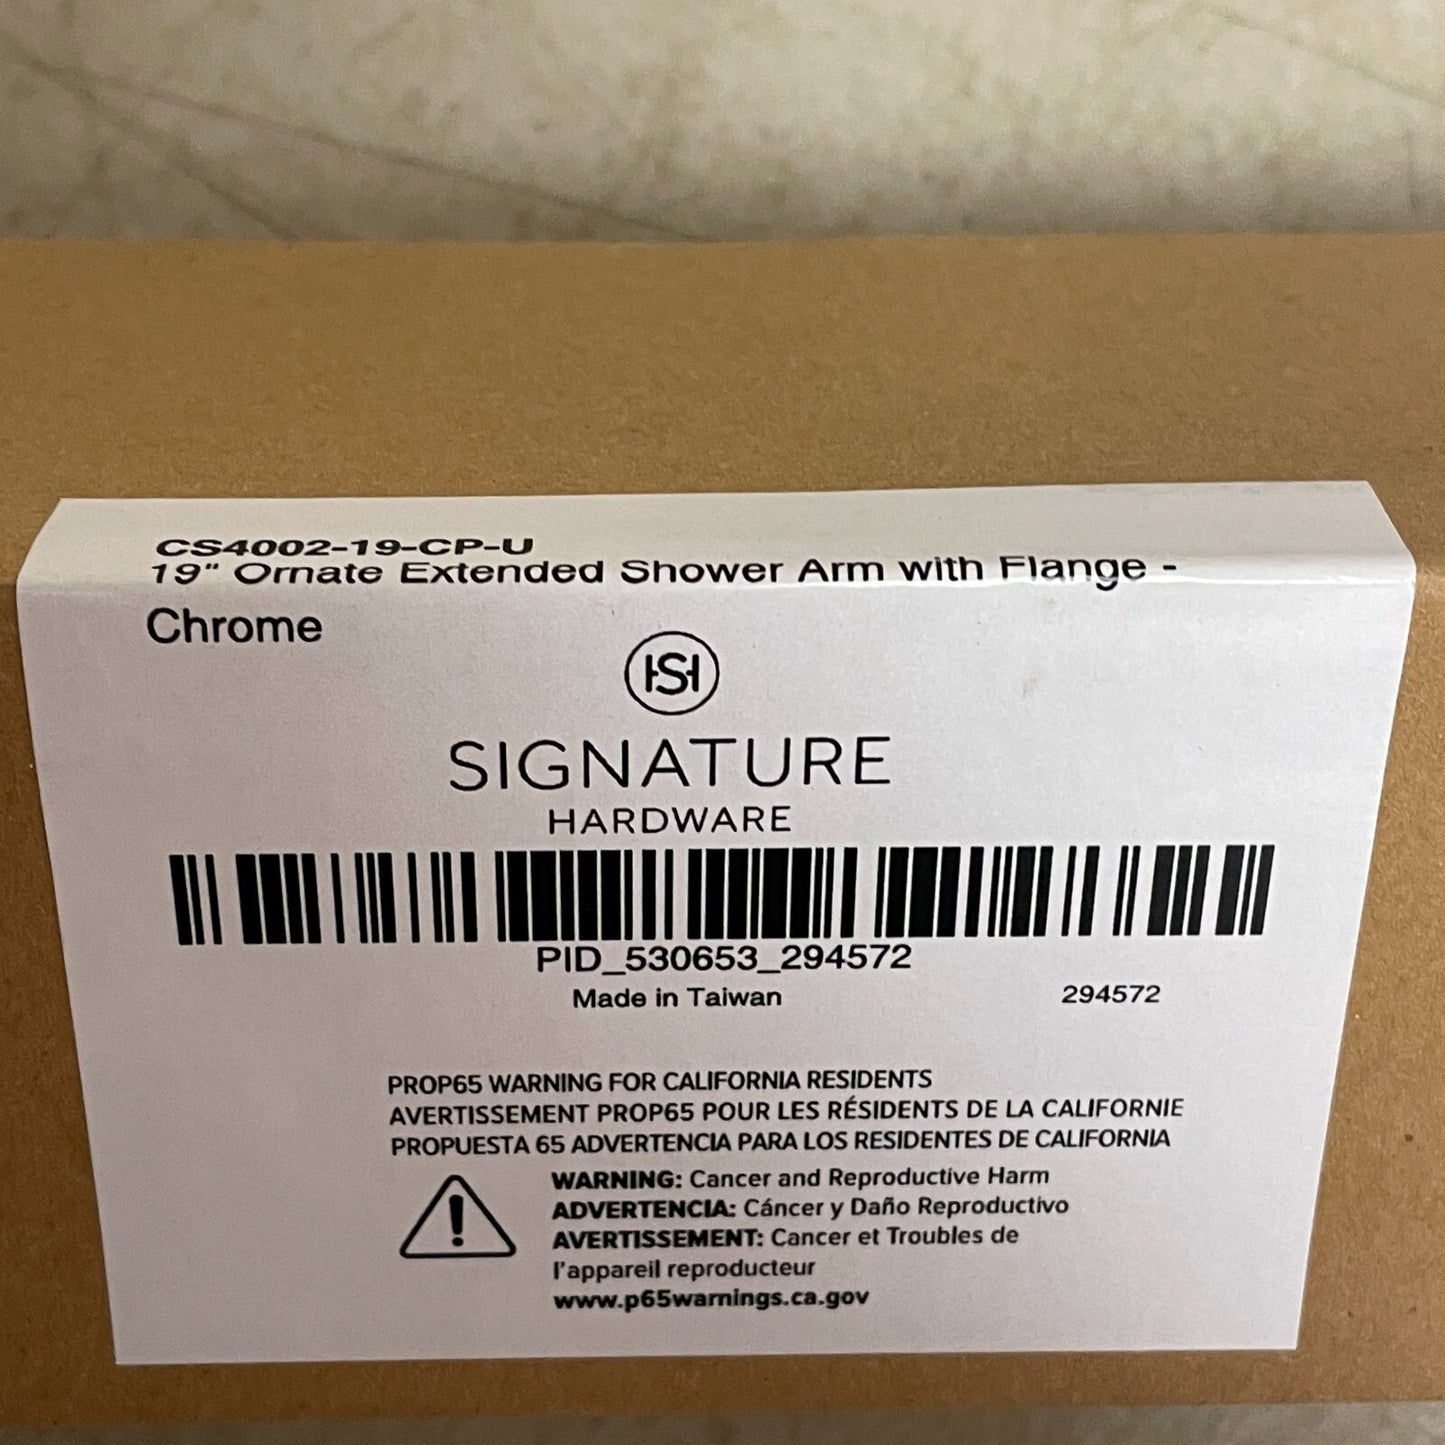 CS4002-19-CP-U
19" Ornate Extended Shower Arm with Flange -
Chrome
SH
SIGNATURE
HARDWARE
PID_530653_294572
Made in Taiwan
294572
PROP65 WARNING FOR CALIFORNIA RESIDENTS
AVERTISSEMENT PROP65 POUR LES RÉSIDENTS DE LA CALIFORNIE
PROPUESTA 65 ADVERTENCIA PARA LOS RESIDENTES DE CALIFORNIA
WARNING: Cancer and Reproductive Harm
ADVERTENCIA: Cáncer y Daño Reproductivo
AVERTISSEMENT: Cancer et Troubles de
l'appareil reproducteur
www.p65warnings.ca.gov